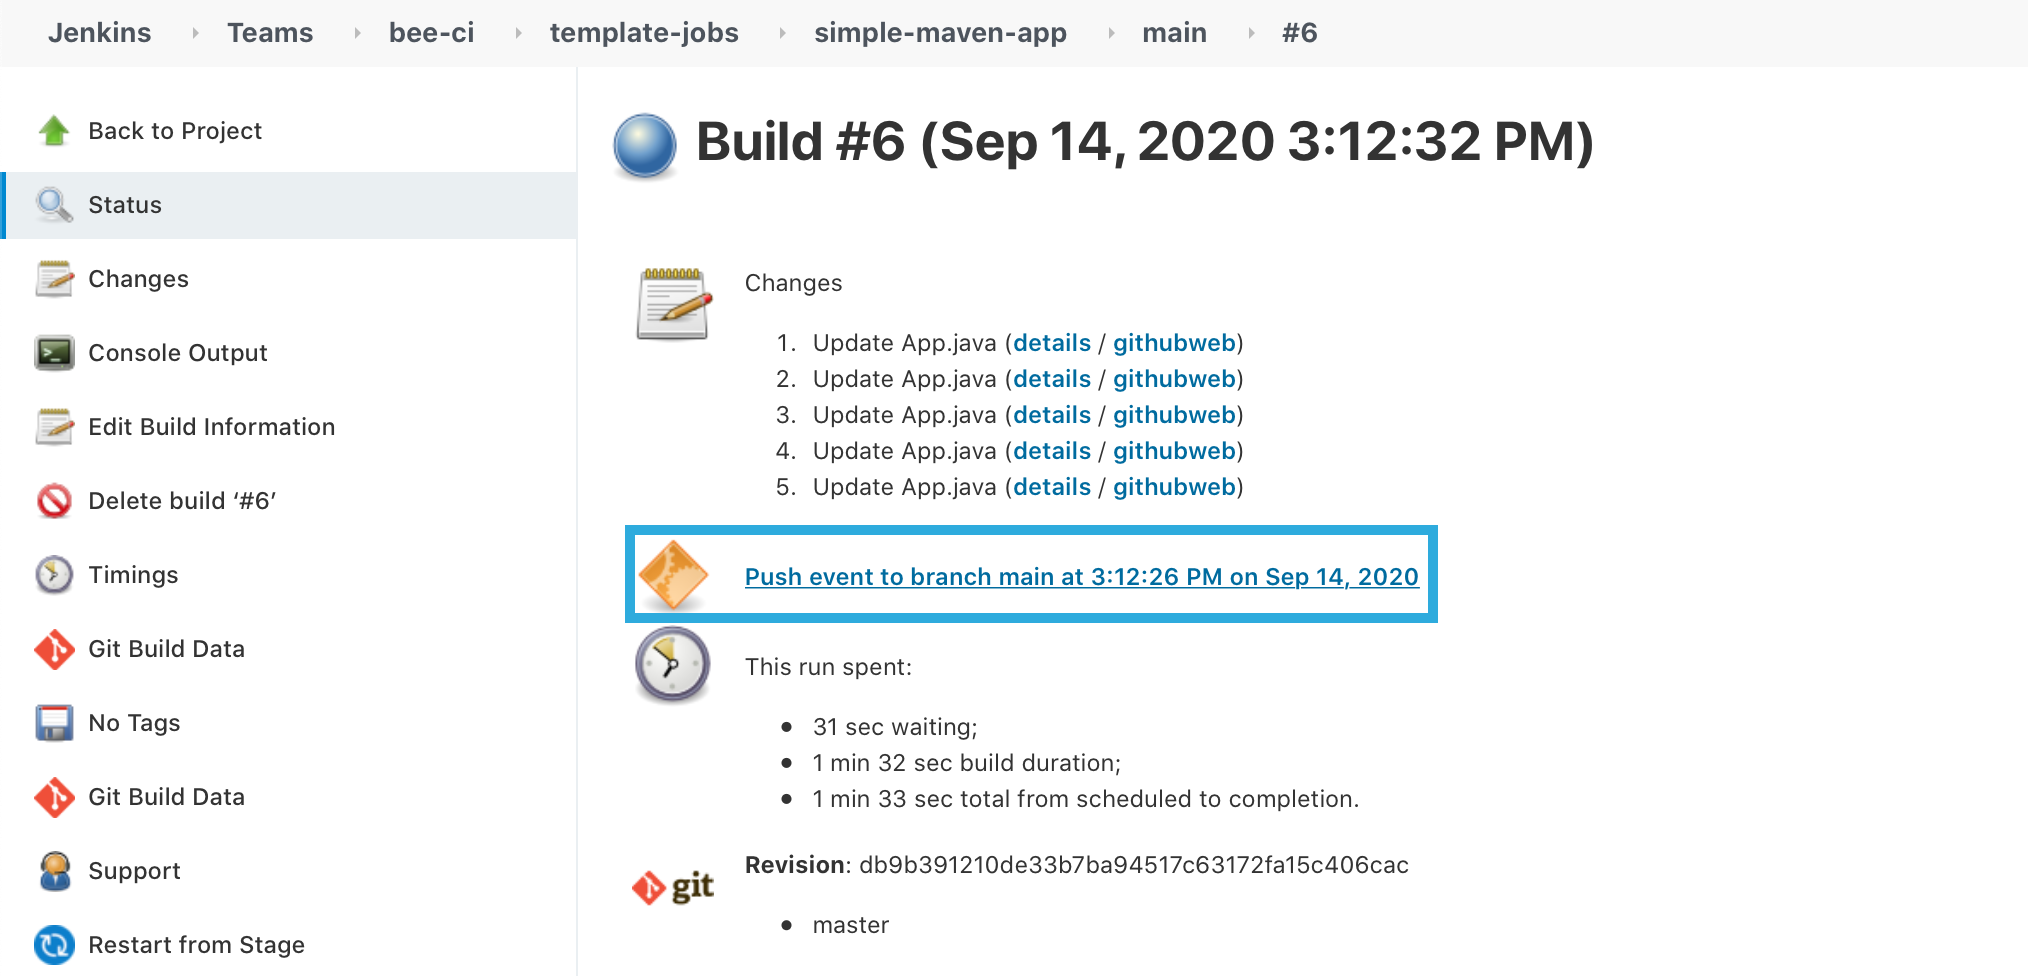 Jenkins Teams bee-ci template-jobs simple-maven-app main #6
Back to Project
Status
Changes
Console Output
Edit Build Information
Delete build ‘#6’
Timings
Git Build Data
No Tags
Git Build Data
Support
Restart from Stage
Build #6 (Sep 14, 2020 3:12:32 PM)
Changes
1. Update App.java (details / githubweb)
2. Update App.java (details / githubweb)
3. Update App.java (details / githubweb)
4. Update App.java (details / githubweb)
5. Update App.java (details / githubweb)
Push event to branch main at 3:12:26 PM on Sep 14, 2020
This run spent:
• 31 sec waiting;
• 1 min 32 sec build duration;
• 1 min 33 sec total from scheduled to completion.
git
Revision: db9b391210de33b7ba94517c63172fa15c406cac
• master